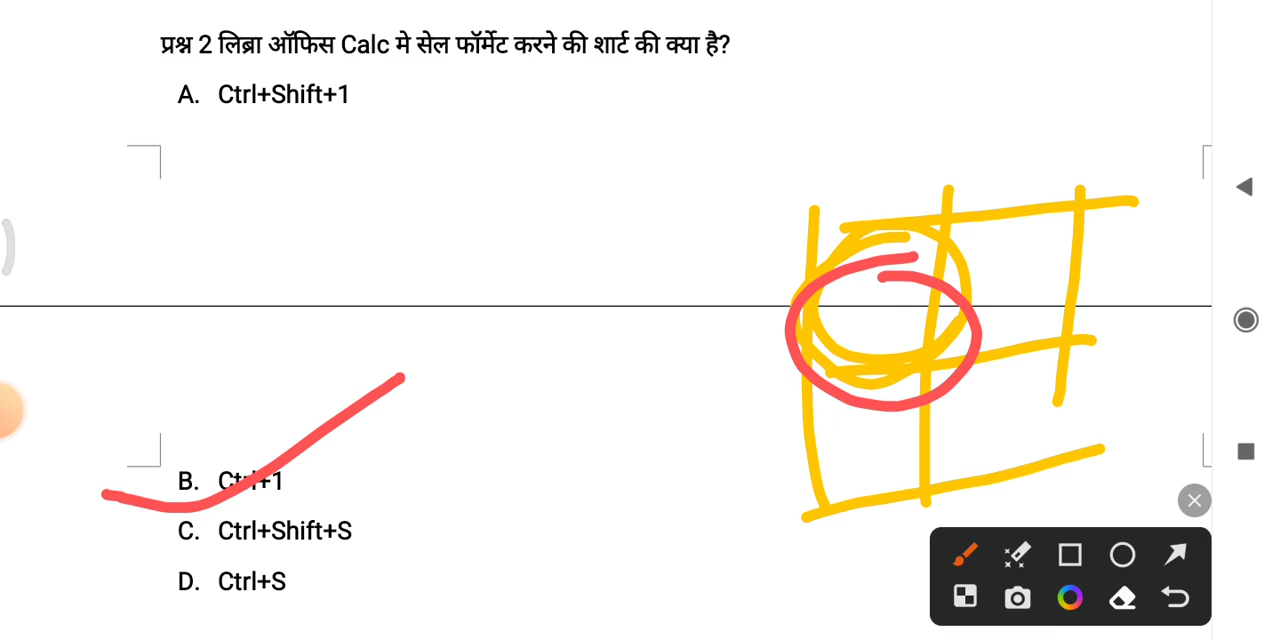 प्रश्न 2 लिब्रा ऑफिस Calc मे सेल फॉर्मेट करने की शार्ट की क्या है?
A. Ctrl+Shift+1
B. Ctrl+1
C. Ctrl+Shift+S
D. Ctrl+S